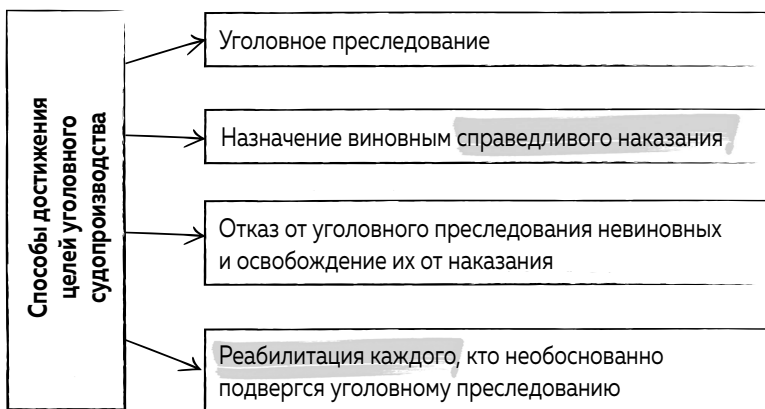 Способы достижения
целей уголовного
судопроизводства
Уголовное преследование
Назначение виновным справедливого наказания
Отказ от уголовного преследования невиновных
и освобождение их от наказания
Реабилитация каждого, кто необоснованно
подвергся уголовному преследованию